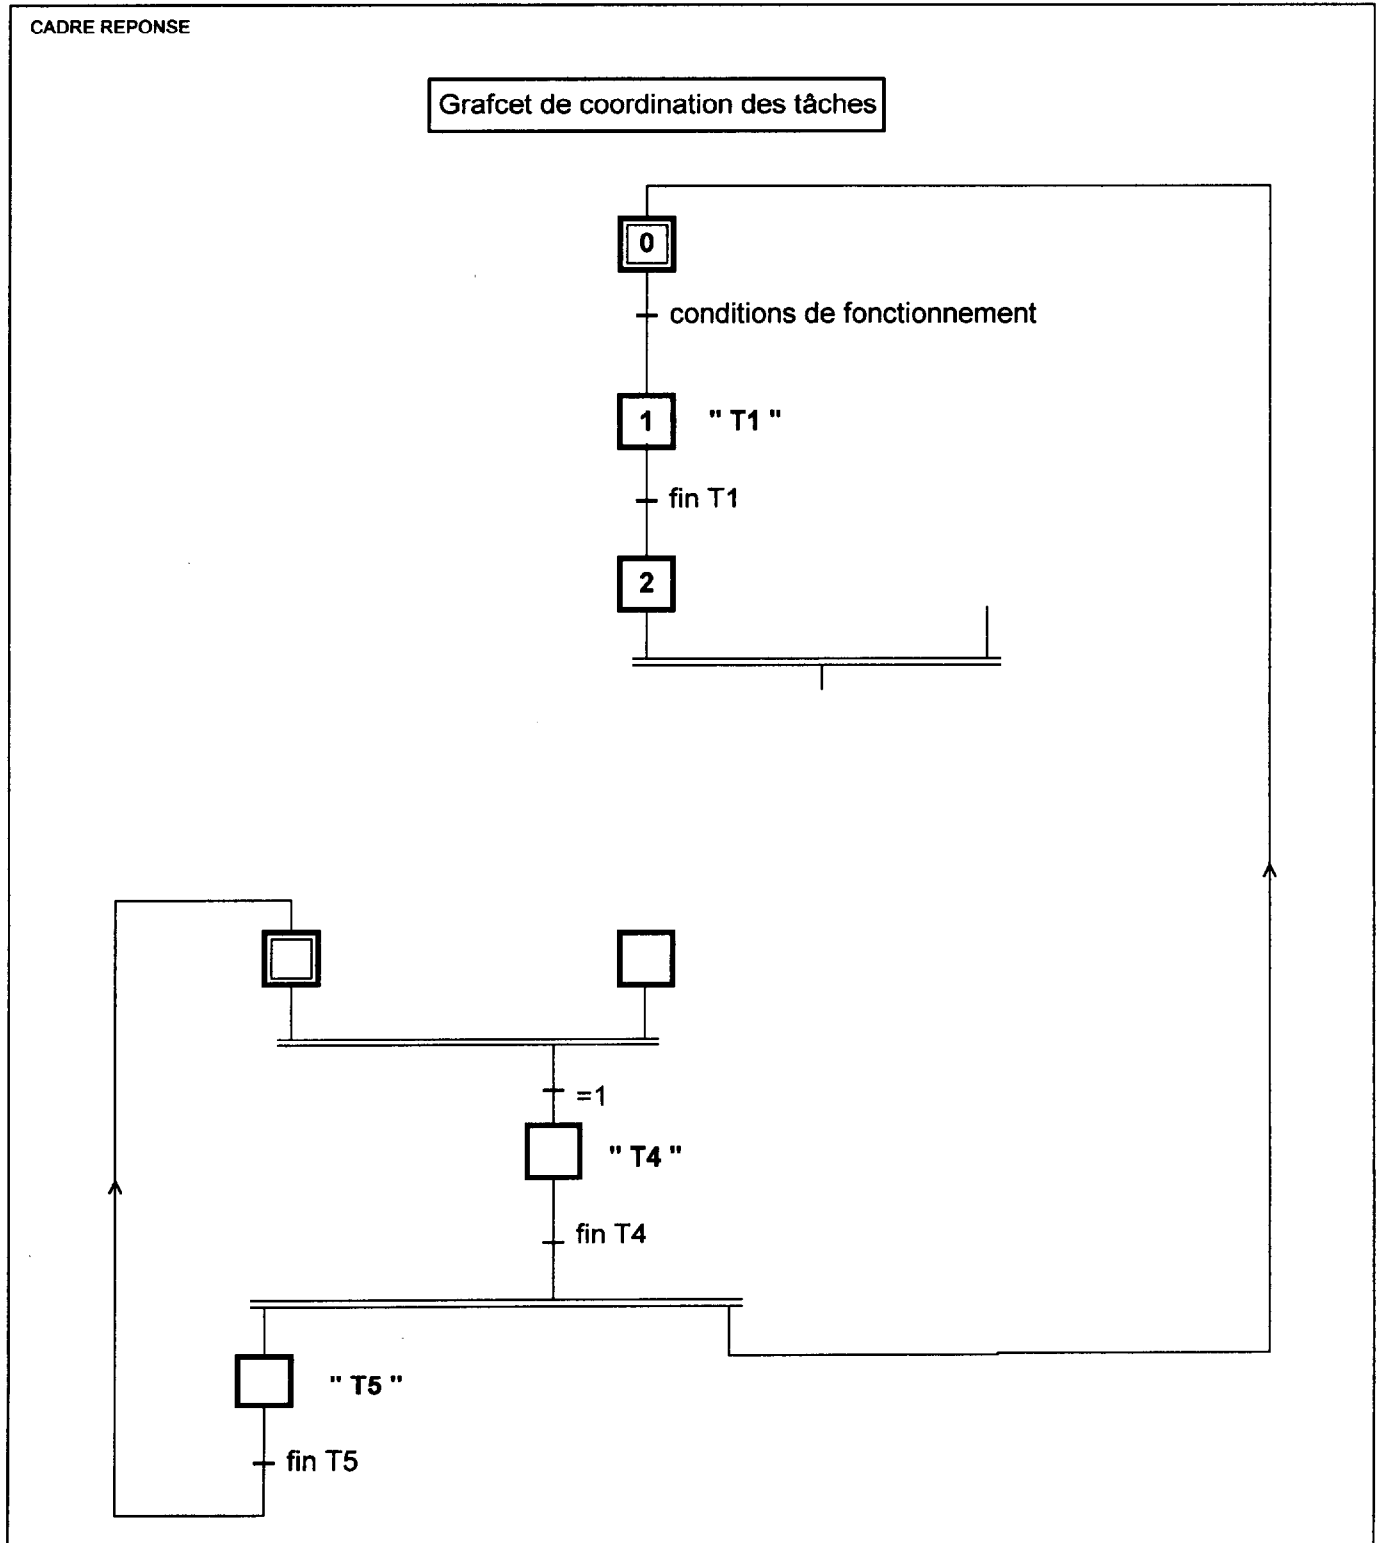 CADRE REPONSE
Grafcet de coordination des tâches
0
conditions de fonctionnement
1 " T1 "
fin T1
2
=1
" T4 "
fin T4
" T5 "
fin T5